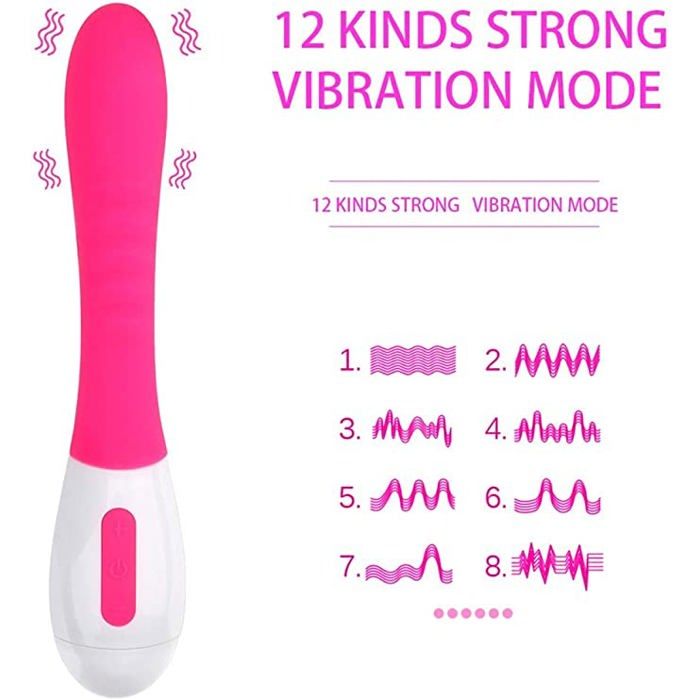 12 KINDS STRONG
VIBRATION MODE
12 KINDS STRONG VIBRATION MODE
1. 2.
3. 4.
5. 6.
7. 8.